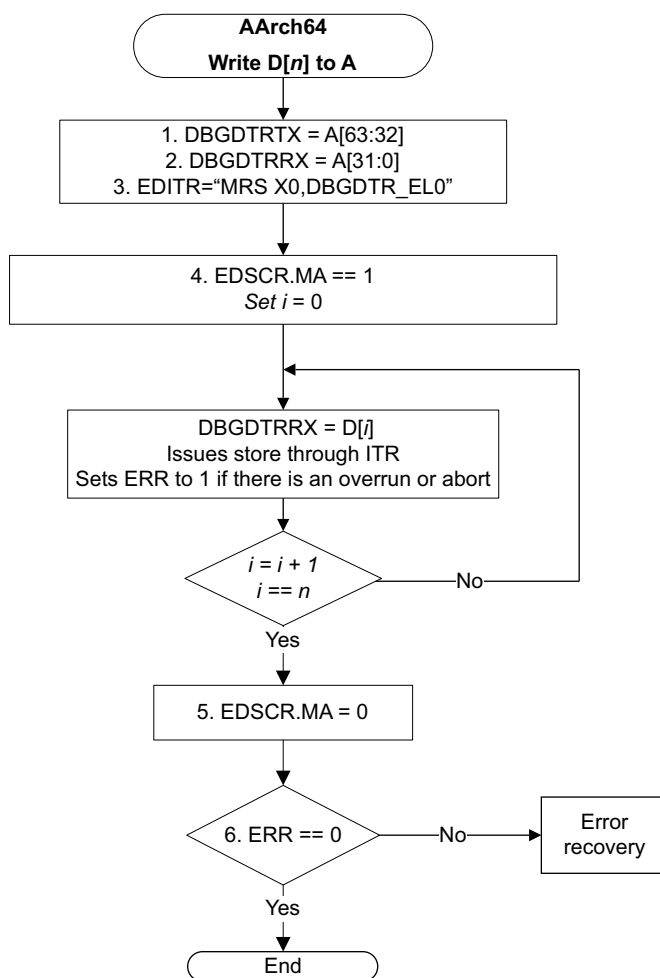 AArch64
Write D[n] to A
1. DBGDTRTX = A[63:32]
2. DBGDTRRX = A[31:0]
3. EDITR=“MRS X0,DBGDTR_EL0”
4. EDSCR.MA == 1
Set i = 0
DBGDTRRX = D[i]
Issues store through ITR
Sets ERR to 1 if there is an overrun or abort
i = i + 1
i == n
No
Yes
5. EDSCR.MA = 0
6. ERR == 0
No
Error
recovery
Yes
End